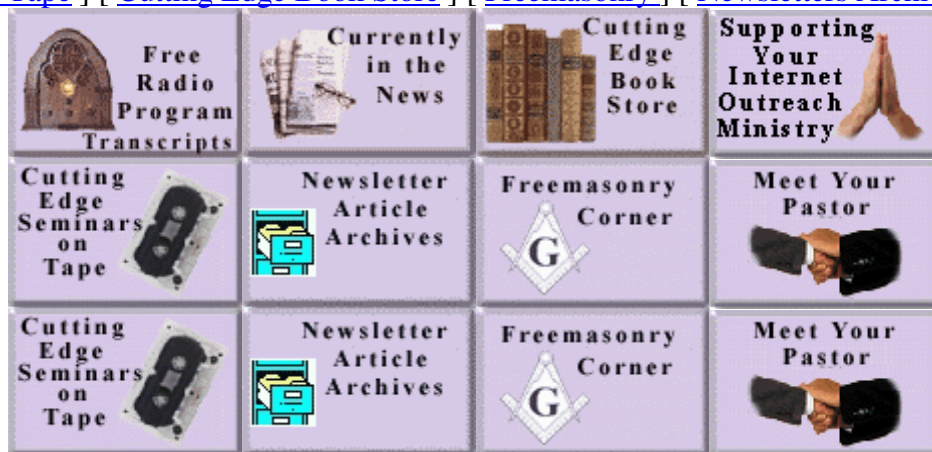 Tape ] [ Cutting Edge Book Store ] [ Freemasonry ] [ Newsletters
Free
Radio
Program
Transcripts
Currently
in the
News
Cutting
Edge
Book
Store
Supporting
Your
Internet
Outreach
Ministry
Cutting
Edge
Seminars
on
Tape
Newsletter
Article
Archives
Freemasonry
Corner
G
Meet Your
Pastor
Cutting
Edge
Seminars
on
Tape
Newsletter
Article
Archives
Freemasonry
Corner
G
Meet Your
Pastor